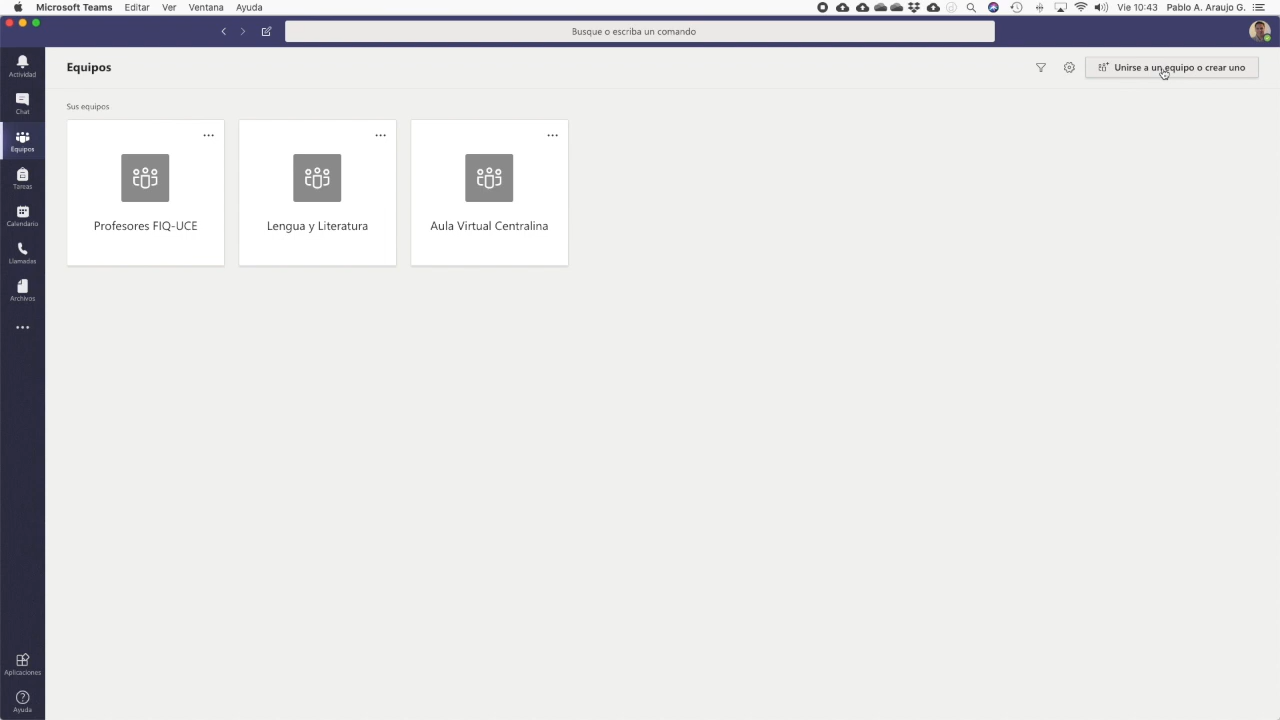 Microsoft Teams Editar Ver Ventana Ayuda Vie 10:43 Pablo A. Araujo G.
Busque o escriba un comando
Actividad
Chat
Equipos
Tareas
Calendario
Llamadas
Archivos
Aplicaciones
Ayuda
Equipos
Unirse a un equipo o crear uno
Sus equipos
Profesores FIQ-UCE
Lengua y Literatura
Aula Virtual Centralina